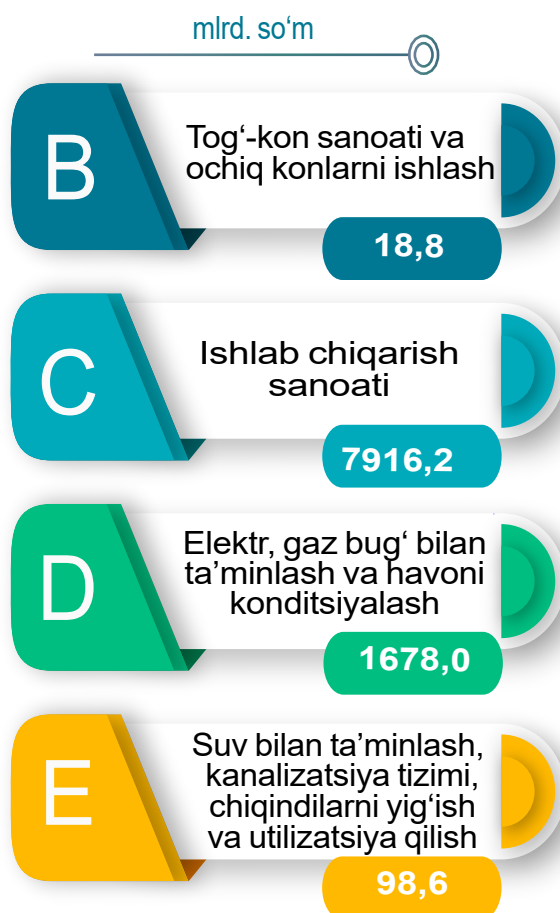 mlrd. so‘m
B
Tog‘-kon sanoati va
ochiq konlarni ishlash
18,8
C
Ishlab chiqarish
sanoati
7916,2
D
Elektr, gaz bug‘ bilan
ta’minlash va havoni
konditsiyalash
1678,0
E
Suv bilan ta’minlash,
kanalizatsiya tizimi,
chiqindilarni yig‘ish
va utilizatsiya qilish
98,6